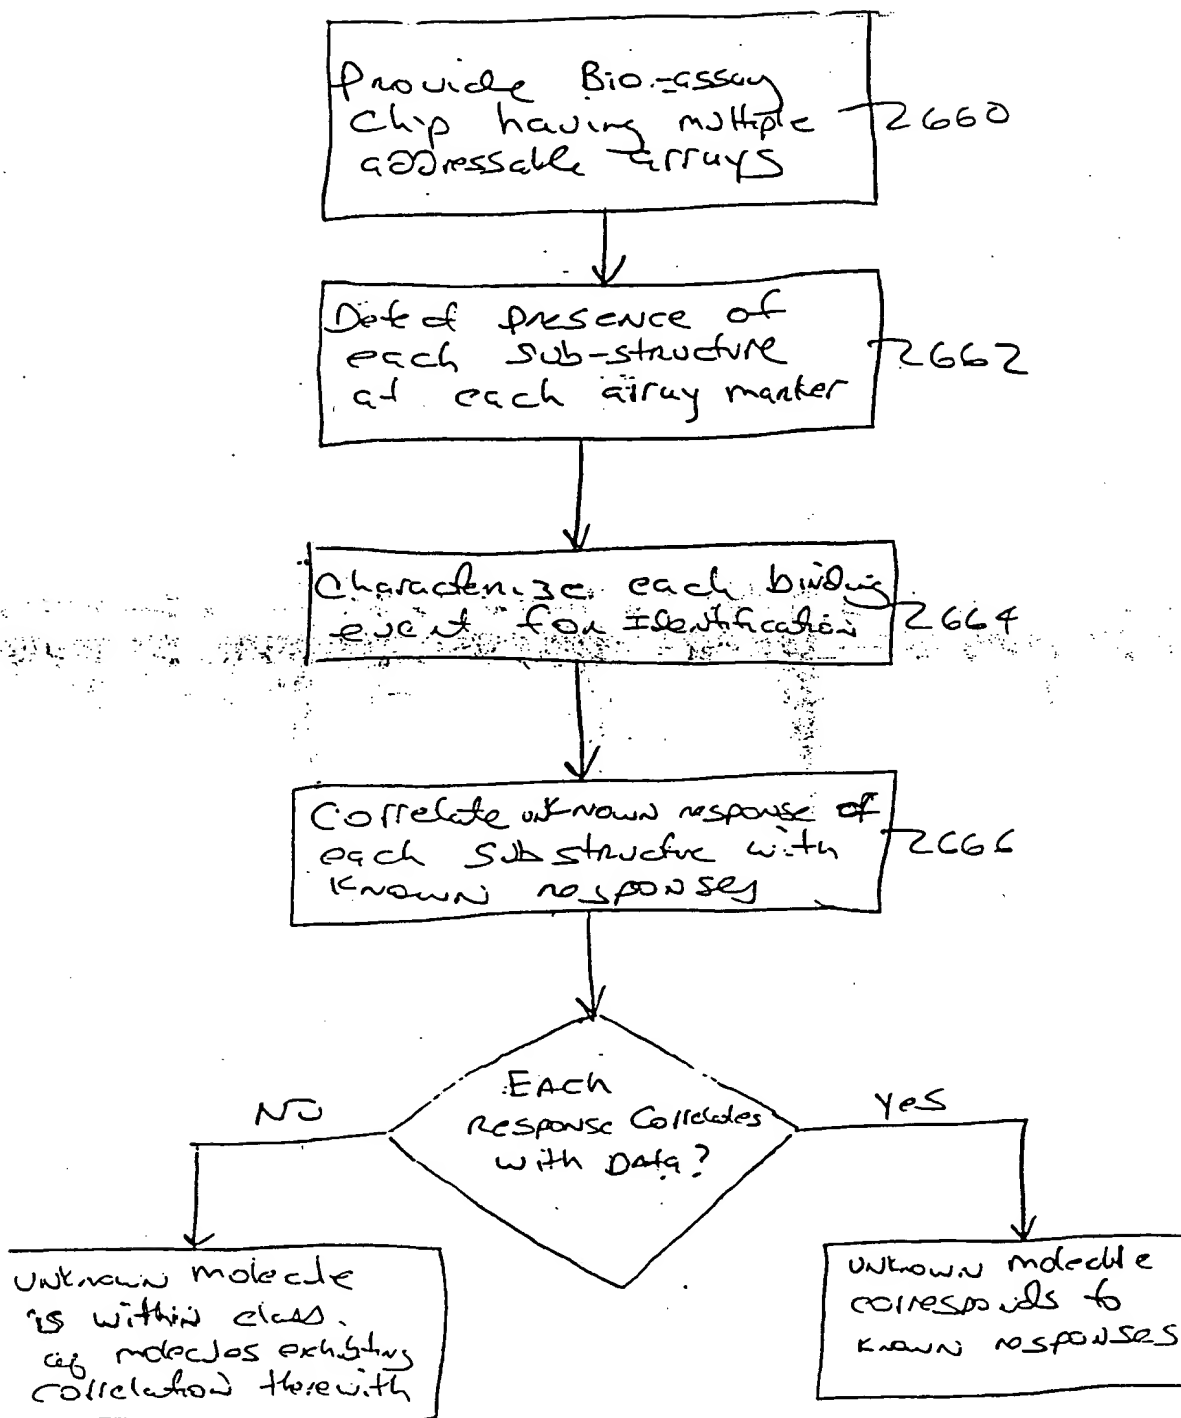 Provide Bio-assay
Chip having multiple
addressable arrays
2660
Detect presence of
each sub-structure
at each array marker
2662
Characterize each binding
event for Identification
2664
Correlate unknown response of
each substructure with
known responses
2666
EACh
Response Correlates
with DAta?
NO
Yes
UNKnown molecule
is within class
of molecules exhibiting
correlation therewith
UNKnown molecule
corresponds to
known responses